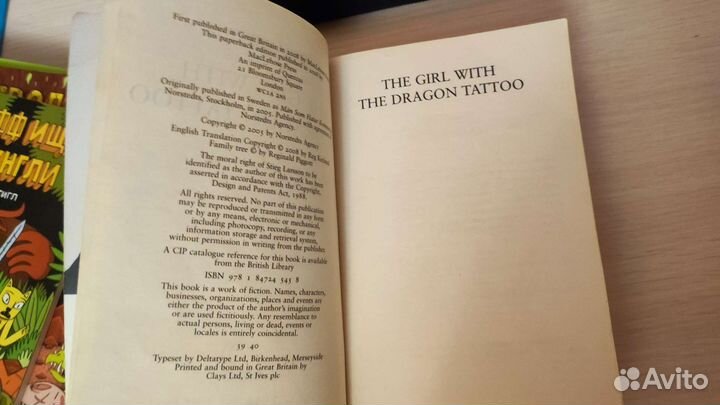 First published in Great Britain in 2008 by MacLehose
This paperback edition published in 2008 by
MacLehose Press
An imprint of Quercus
21 Bloomsbury Square
London
WC1A 2NS
Originally published in Sweden as Män Som Hatar
Norstedts, Stockholm, in 2005. Published with agreement
Norstedts Agency.
Copyright © 2005 by Norstedts Agency
English Translation Copyright © 2008 by Reg Keeland
Family tree © by Reginald Piggott
The moral right of Stieg Larsson to be
identified as the author of this work has been
asserted in accordance with the Copyright,
Design and Patents Act, 1988.
All rights reserved. No part of this publication
may be reproduced or transmitted in any form
or by any means, electronic or mechanical,
including photocopy, recording, or any
information storage and retrieval system,
without permission in writing from the publisher.
A CIP catalogue reference for this book is available
from the British Library
ISBN 978 1 84724 545 8
This book is a work of fiction. Names, characters,
businesses, organizations, places and events are
either the product of the author's imagination
or are used fictitiously. Any resemblance to
actual persons, living or dead, events or
locales is entirely coincidental.
39 40
Typeset by Deltatype Ltd, Birkenhead, Merseyside
Printed and bound in Great Britain by
Clays Ltd, St Ives plc
THE GIRL WITH
THE DRAGON TATTOO
Avito